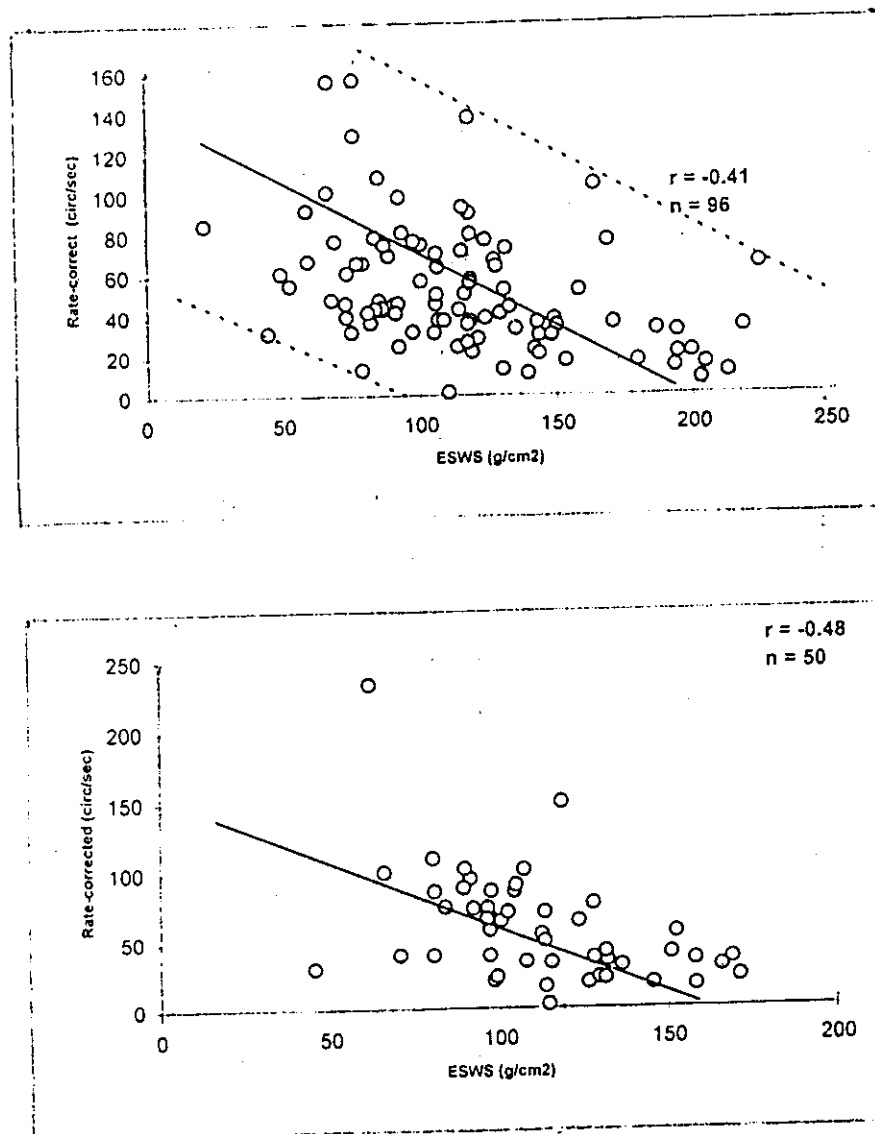 160
140
120
100
80
60
40
20
0
Rate-correct (circ/sec)
r = -0.41
n = 96
0 50 100 150 200 250
ESWS (g/cm2)
r = -0.48
n = 50
250
200
150
100
50
0
Rate-corrected (circ/sec)
0 50 100 150 200
ESWS (g/cm2)